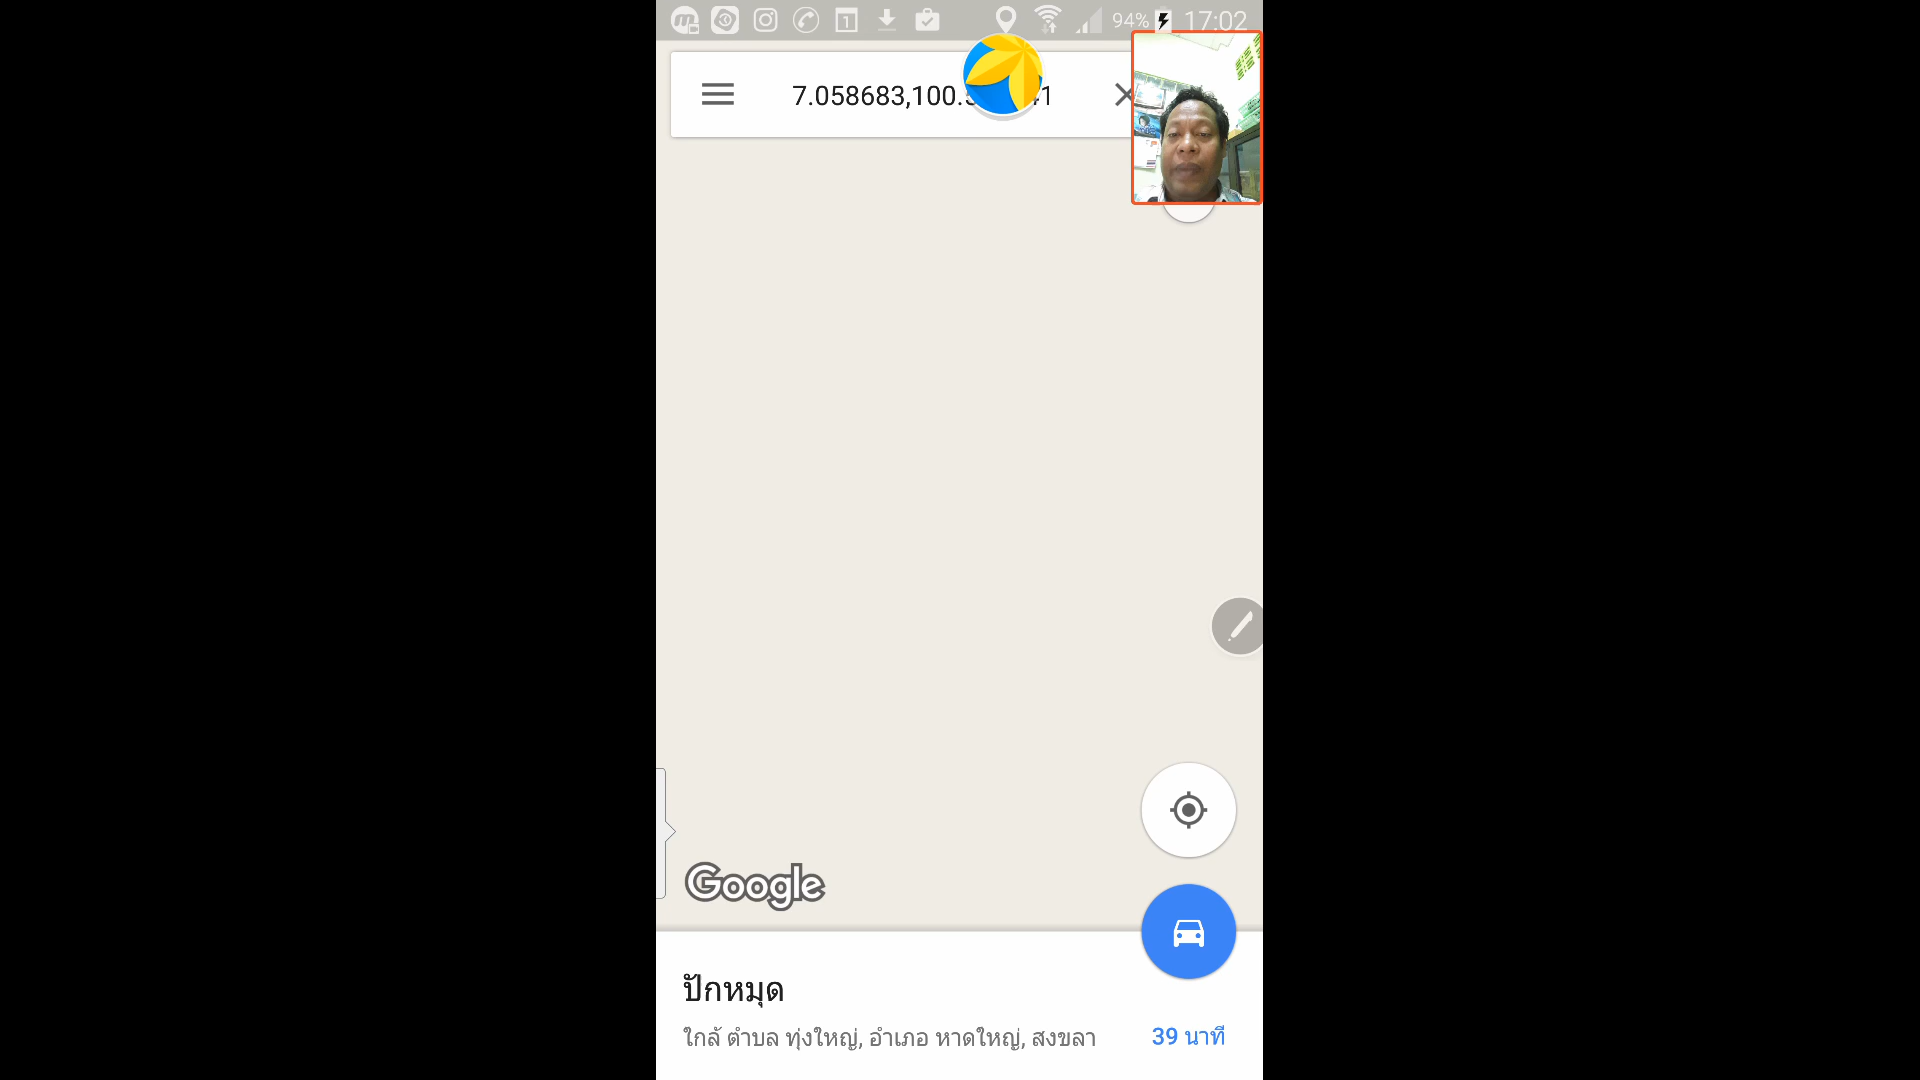 94% 17:02
7.058683,100.
Google
ปักหมุด
ใกล้ ตำบล ทุ่งใหญ่, อำเภอ หาดใหญ่, สงขลา
39 นาที